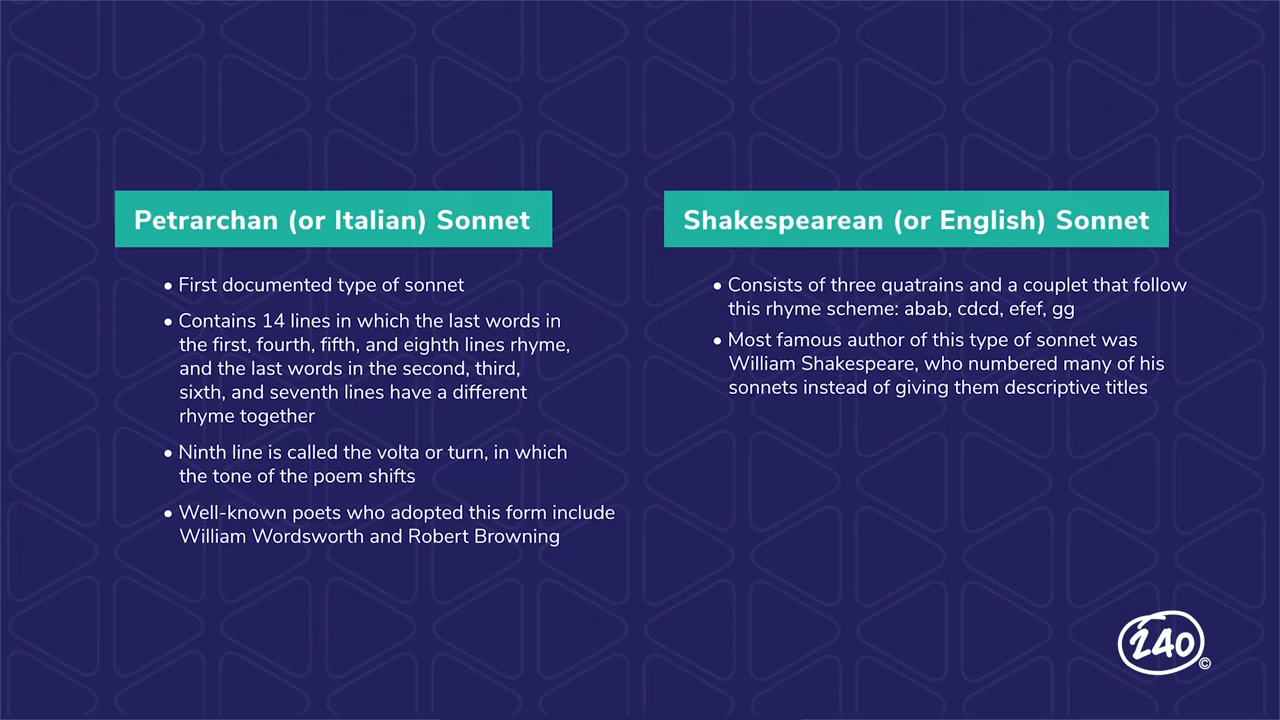 Petrarchan (or Italian) Sonnet
• First documented type of sonnet
• Contains 14 lines in which the last words in
the first, fourth, fifth, and eighth lines rhyme,
and the last words in the second, third,
sixth, and seventh lines have a different
rhyme together
• Ninth line is called the volta or turn, in which
the tone of the poem shifts
• Well-known poets who adopted this form include
William Wordsworth and Robert Browning
Shakespearean (or English) Sonnet
• Consists of three quatrains and a couplet that follow
this rhyme scheme: abab, cdcd, efef, gg
• Most famous author of this type of sonnet was
William Shakespeare, who numbered many of his
sonnets instead of giving them descriptive titles
240 ©